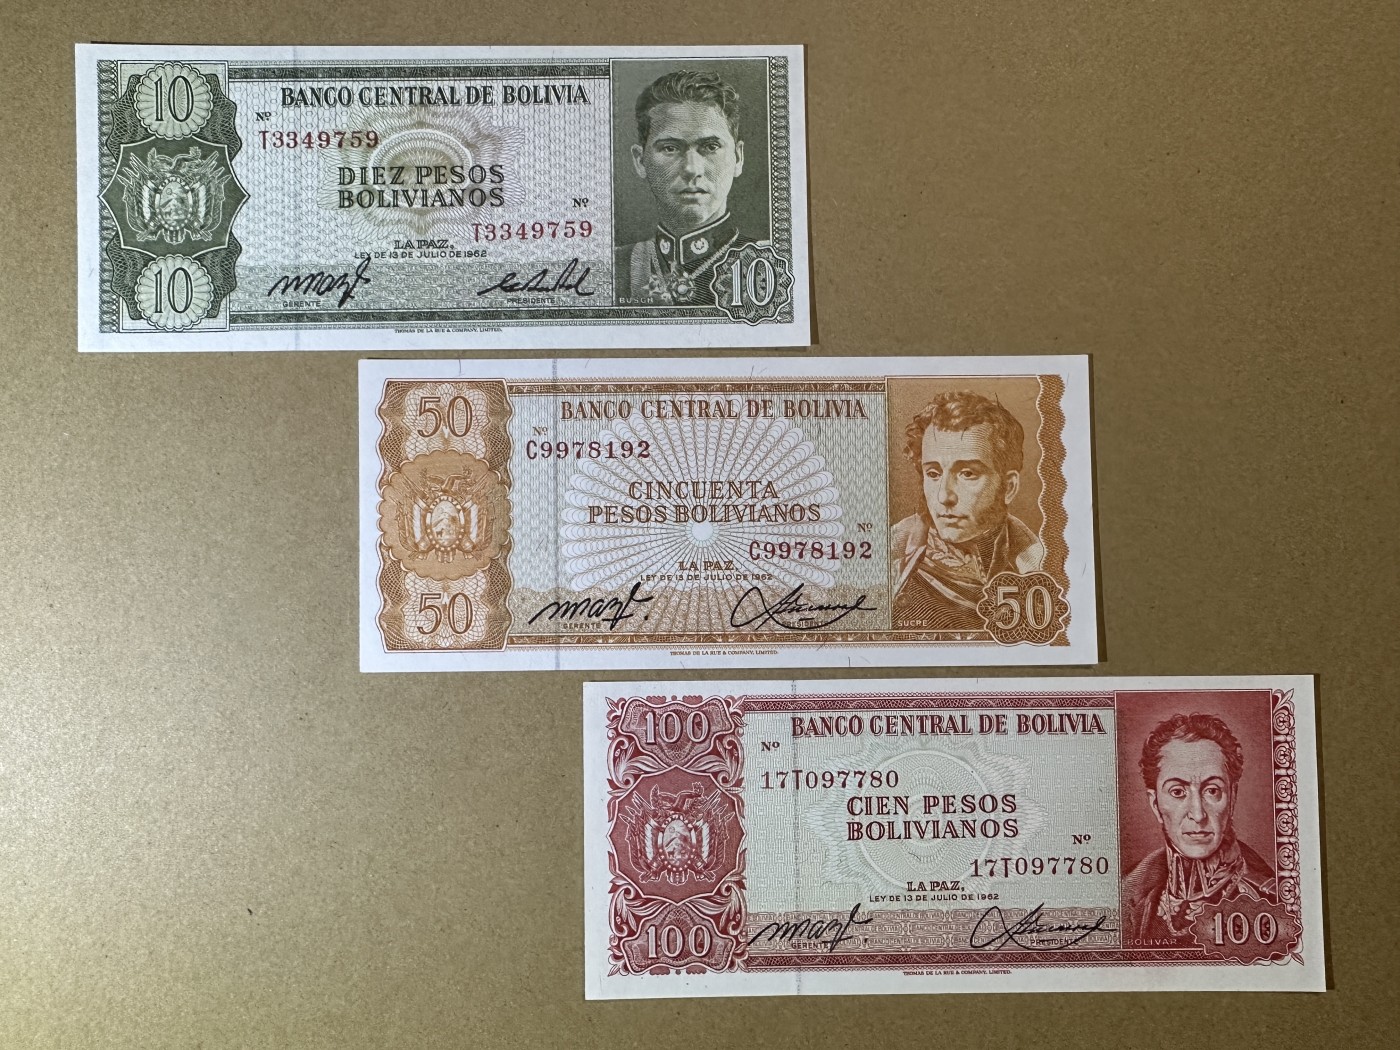 10
BANCO CENTRAL DE BOLIVIA
Nº
T3349759
DIEZ PESOS
BOLIVIANOS
Nº
T3349759
LA PAZ,
LEY DE 13 DE JULIO DE 1962
GERENTE
PRESIDENTE
BUSCH
10
10
THOMAS DE LA RUE & COMPANY, LIMITED.
50
BANCO CENTRAL DE BOLIVIA
Nº
C9978192
CINCUENTA
PESOS BOLIVIANOS
Nº
C9978192
LA PAZ,
LEY DE 13 DE JULIO DE 1962
GERENTE
PRESIDENTE
SUCRE
50
50
THOMAS DE LA RUE & COMPANY, LIMITED.
100
BANCO CENTRAL DE BOLIVIA
Nº
17T097780
CIEN PESOS
BOLIVIANOS
Nº
17T097780
LA PAZ,
LEY DE 13 DE JULIO DE 1962
GERENTE
PRESIDENTE
BOLIVAR
100
100
THOMAS DE LA RUE & COMPANY, LIMITED.